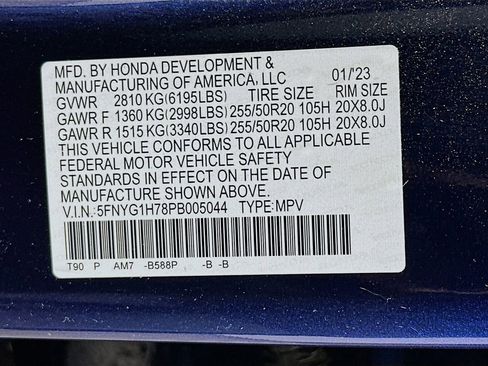 MFD. BY HONDA DEVELOPMENT &
MANUFACTURING OF AMERICA, LLC 01/'23
GVWR 2810 KG(6195LBS) TIRE SIZE RIM SIZE
GAWR F 1360 KG(2998LBS) 255/50R20 105H 20X8.0J
GAWR R 1515 KG(3340LBS) 255/50R20 105H 20X8.0J
THIS VEHICLE CONFORMS TO ALL APPLICABLE
FEDERAL MOTOR VEHICLE SAFETY
STANDARDS IN EFFECT ON THE DATE OF
MANUFACTURE SHOWN ABOVE.
V.I.N.: 5FNYG1H78PB005044 TYPE: MPV
T90 P AM7 -B588P -B -B